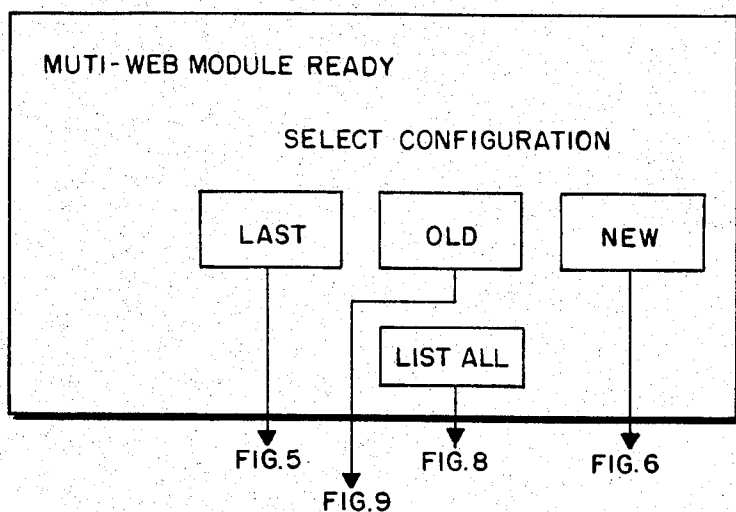 MUTI-WEB MODULE READY
SELECT CONFIGURATION
LAST OLD NEW
LIST ALL
FIG.5 FIG.8 FIG.6
FIG.9